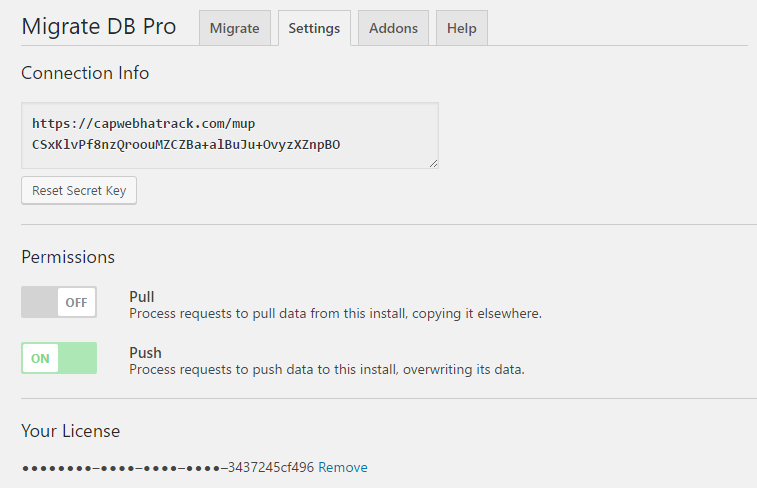 Migrate DB Pro Migrate Settings Addons Help
Connection Info
https://capwebhatrack.com/mup
CSxKlvPf8nzQroouMZCZBa+alBuJu+OvyzXZnpBO
Reset Secret Key
Permissions
OFF Pull
Process requests to pull data from this install, copying it elsewhere.
ON Push
Process requests to push data to this install, overwriting its data.
Your License
●●●●●●●●–●●●●–●●●●–●●●●–3437245cf496 Remove